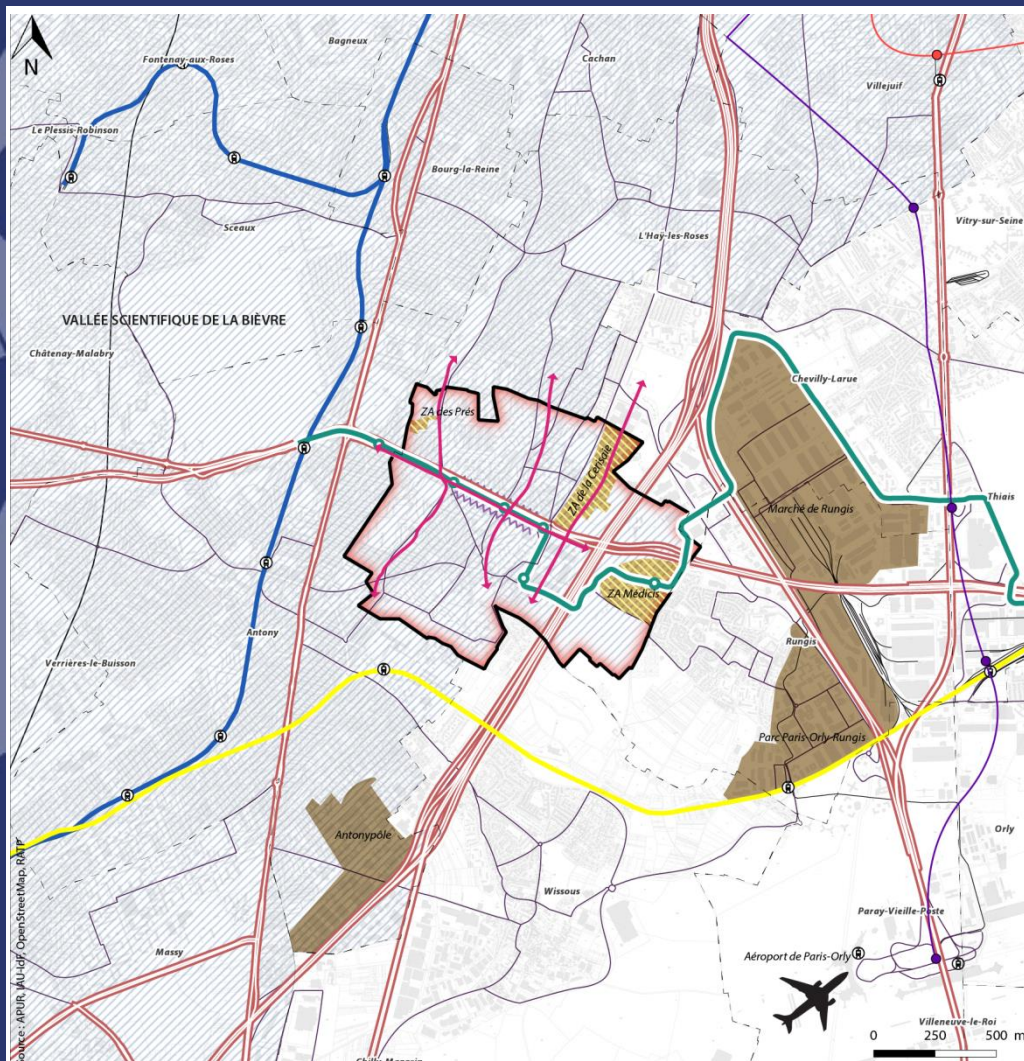 N
Bagneux
Fontenay-aux-Roses
Cachan
Villejuif
Le Plessis-Robinson
Bourg-la-Reine
Sceaux
L'Haÿ-les-Roses
Vitry-sur-Seine
VALLÉE SCIENTIFIQUE DE LA BIÈVRE
Châtenay-Malabry
Chevilly-Larue
ZA des Prés
ZA de la Cerisaie
Thiais
Marché de Rungis
ZA Médicis
Antony
Rungis
Verrières-le-Buisson
Parc Paris-Orly-Rungis
Antonypôle
Orly
Wissous
Paray-Vieille-Poste
Massy
Aéroport de Paris-Orly
Villeneuve-le-Roi
0 250 500 m
Source : APUR, IAU-IdF, OpenStreetMap, RATP
Chilly-Mazarin